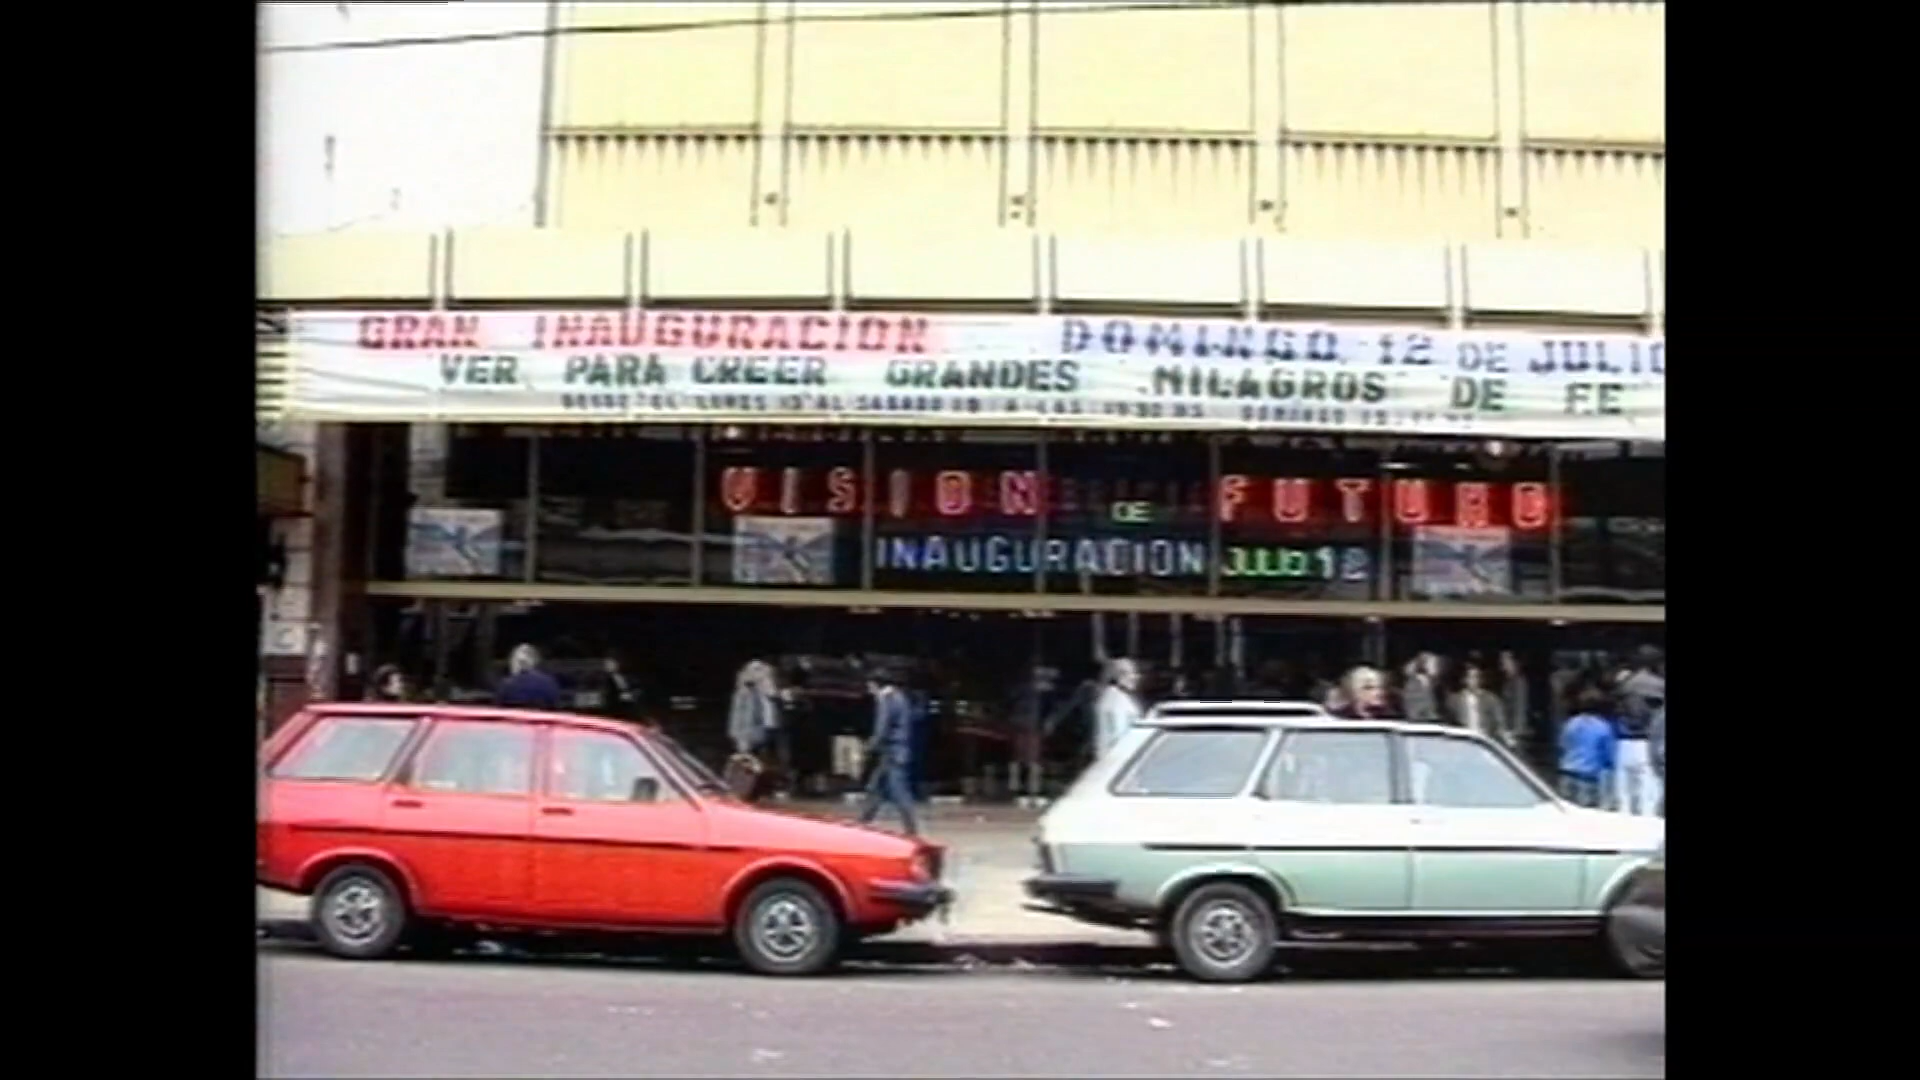 GRAN INAUGURACION DOMINGO 12 DE JULIO
VER PARA CREER GRANDES MILAGROS DE FE
VISION DE FUTURO
INAUGURACION JULIO 12